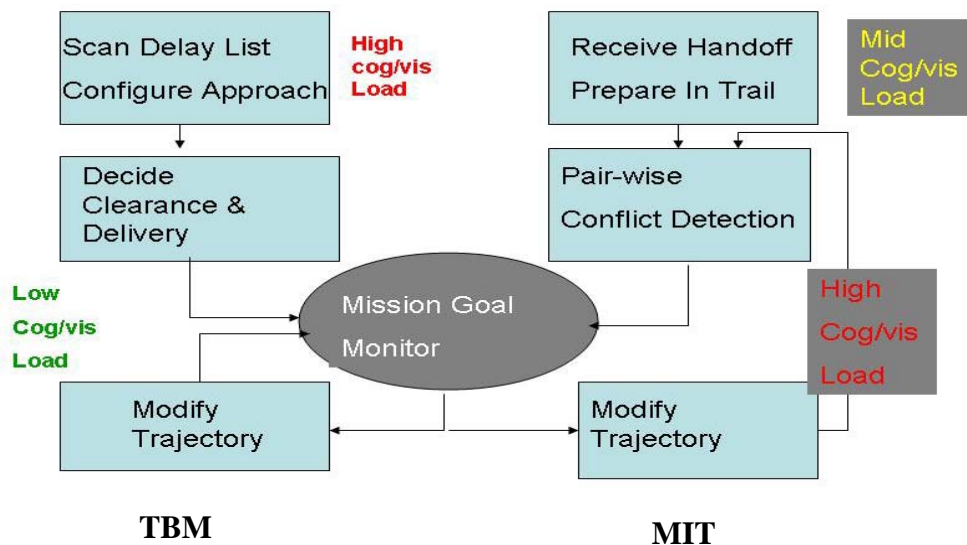 Scan Delay List
Configure Approach
High
cog/vis
Load
Receive Handoff
Prepare In Trail
Mid
Cog/vis
Load
Decide
Clearance &
Delivery
Pair-wise
Conflict Detection
Low
Cog/vis
Load
Mission Goal
Monitor
High
Cog/vis
Load
Modify
Trajectory
Modify
Trajectory
TBM
MIT